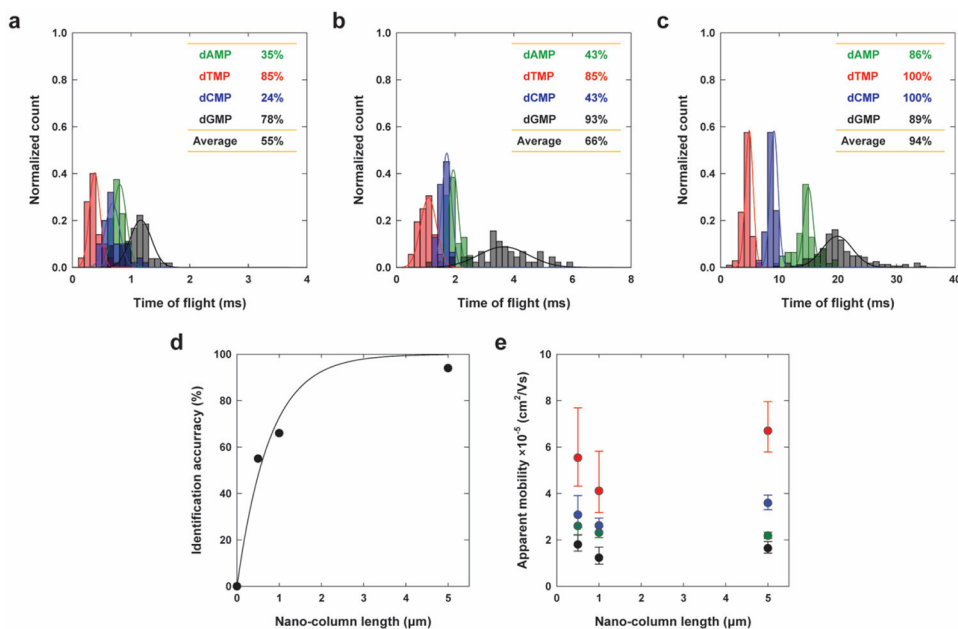 a
1.0
0.8
0.6
0.4
0.2
0.0
Normalized count
dAMP 35%
dTMP 85%
dCMP 24%
dGMP 78%
Average 55%
0 1 2 3 4
Time of flight (ms)
b
1.0
0.8
0.6
0.4
0.2
0.0
Normalized count
dAMP 43%
dTMP 85%
dCMP 43%
dGMP 93%
Average 66%
0 2 4 6 8
Time of flight (ms)
c
1.0
0.8
0.6
0.4
0.2
0.0
Normalized count
dAMP 86%
dTMP 100%
dCMP 100%
dGMP 89%
Average 94%
0 10 20 30 40
Time of flight (ms)
d
100
80
60
40
20
0
Identification accurracy (%)
0 1 2 3 4 5
Nano-column length (μm)
e
10
8
6
4
2
0
Apparent mobility ×10⁻⁵ (cm²/Vs)
0 1 2 3 4 5
Nano-column length (μm)